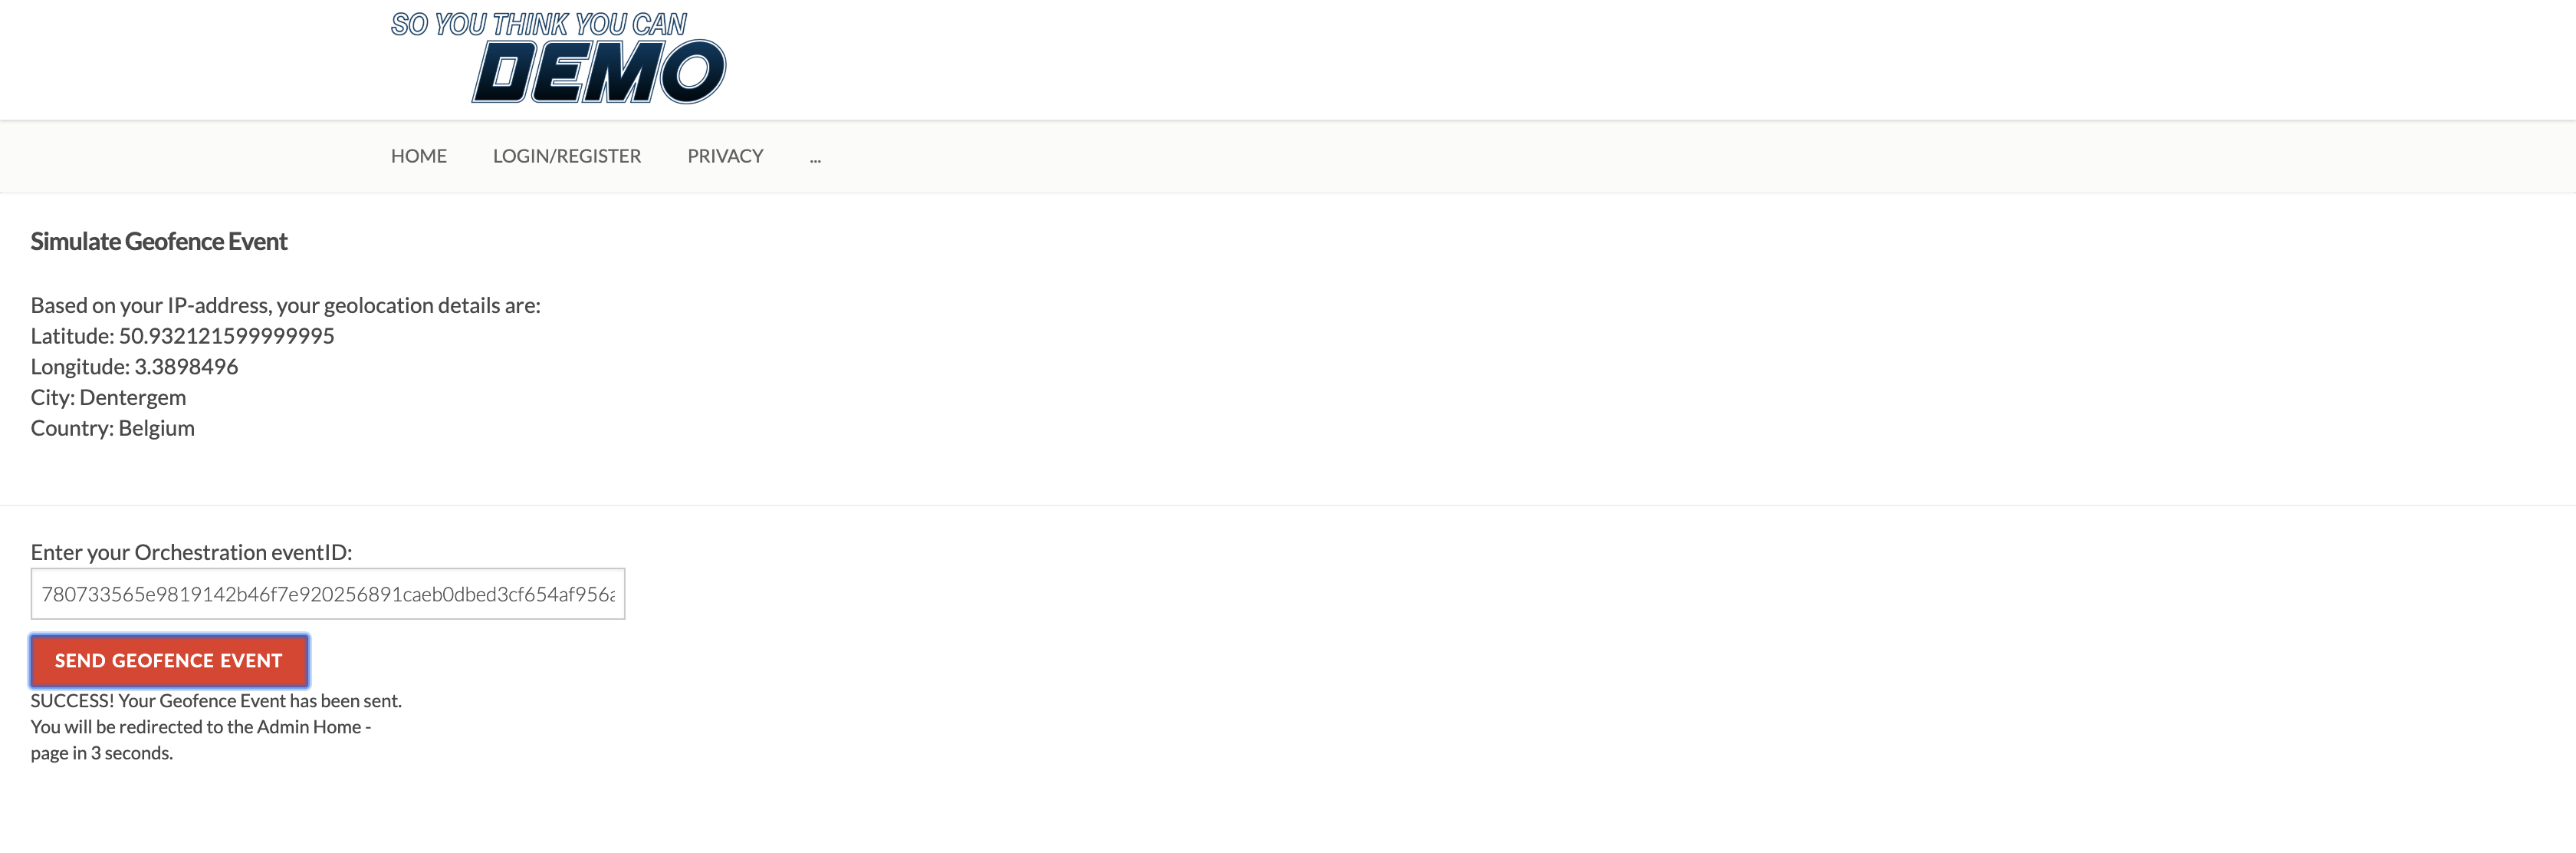 SO YOU THINK YOU CAN
DEMO
HOME LOGIN/REGISTER PRIVACY ...
Simulate Geofence Event
Based on your IP-address, your geolocation details are:
Latitude: 50.932121599999995
Longitude: 3.3898496
City: Dentergem
Country: Belgium
Enter your Orchestration eventID:
780733565e9819142b46f7e920256891caeb0dbed3cf654af956a
SEND GEOFENCE EVENT
SUCCESS! Your Geofence Event has been sent.
You will be redirected to the Admin Home -
page in 3 seconds.